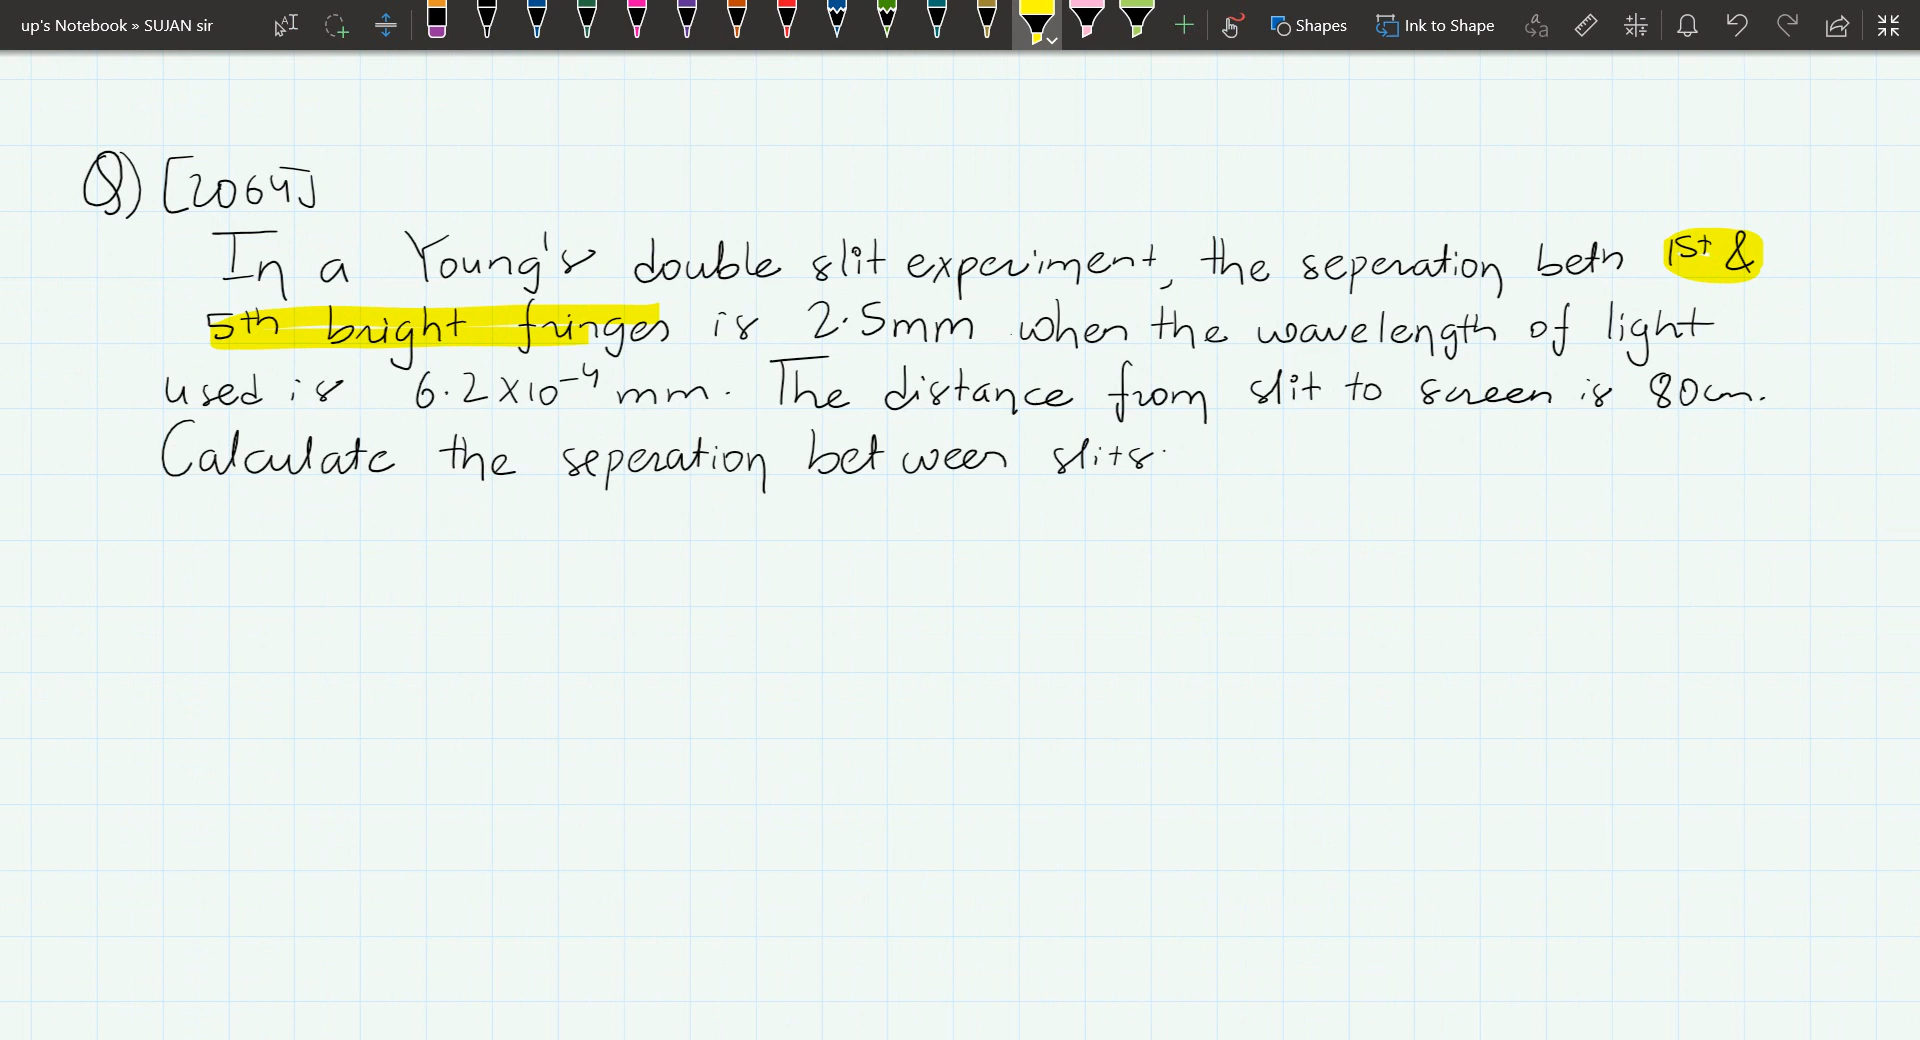 up's Notebook » SUJAN sir
Shapes
Ink to Shape
Q) [2064]
In a Young's double slit experiment, the seperation betn 1st &
5th bright fringes is 2.5mm when the wavelength of light
used is 6.2×10⁻⁴ mm. The distance from slit to screen is 80cm.
Calculate the seperation between slits.